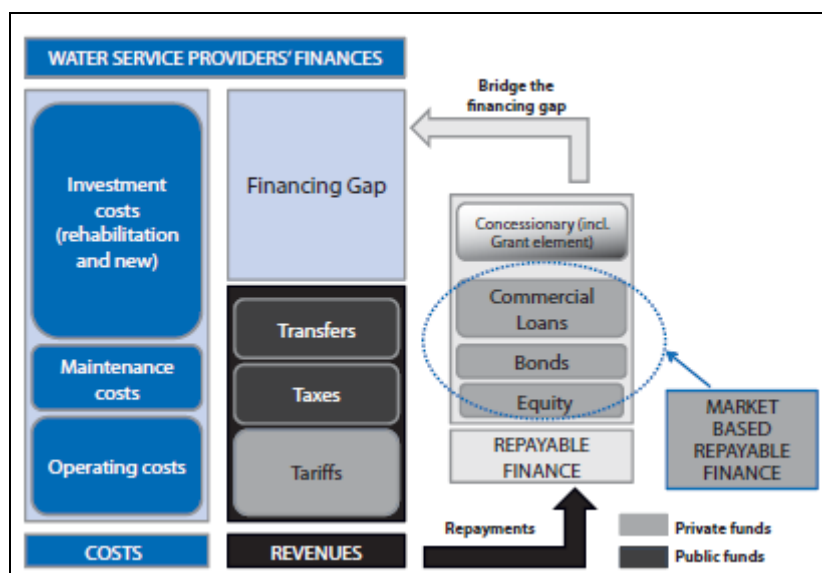 WATER SERVICE PROVIDERS' FINANCES
Investment
costs
(rehabilitation
and new)
Maintenance
costs
Operating costs
COSTS
Financing Gap
Transfers
Taxes
Tariffs
REVENUES
Bridge the
financing gap
Concessionary (incl.
Grant element)
Commercial
Loans
Bonds
Equity
REPAYABLE
FINANCE
Repayments
MARKET
BASED
REPAYABLE
FINANCE
Private funds
Public funds